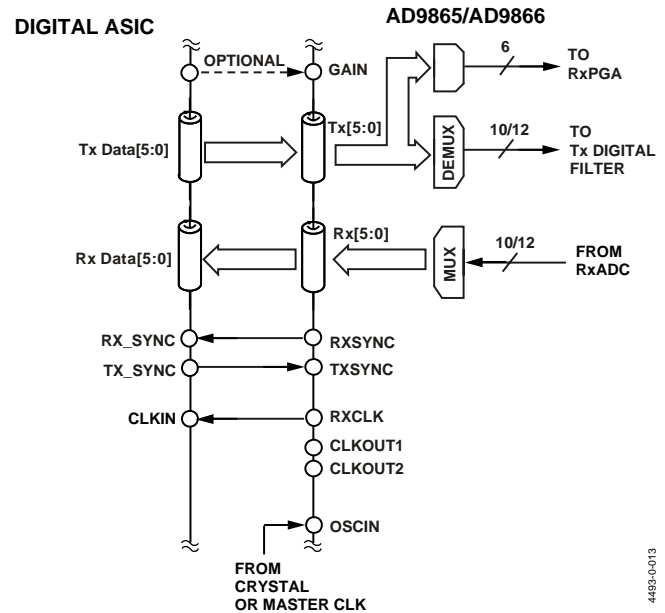 DIGITAL ASIC
AD9865/AD9866
OPTIONAL
GAIN
6
TO
RxPGA
Tx Data[5:0]
Tx[5:0]
DEMUX
10/12
TO
Tx DIGITAL
FILTER
Rx Data[5:0]
Rx[5:0]
MUX
10/12
FROM
RxADC
RX_SYNC
RXSYNC
TX_SYNC
TXSYNC
CLKIN
RXCLK
CLKOUT1
CLKOUT2
OSCIN
FROM
CRYSTAL
OR MASTER CLK
4493-0-013